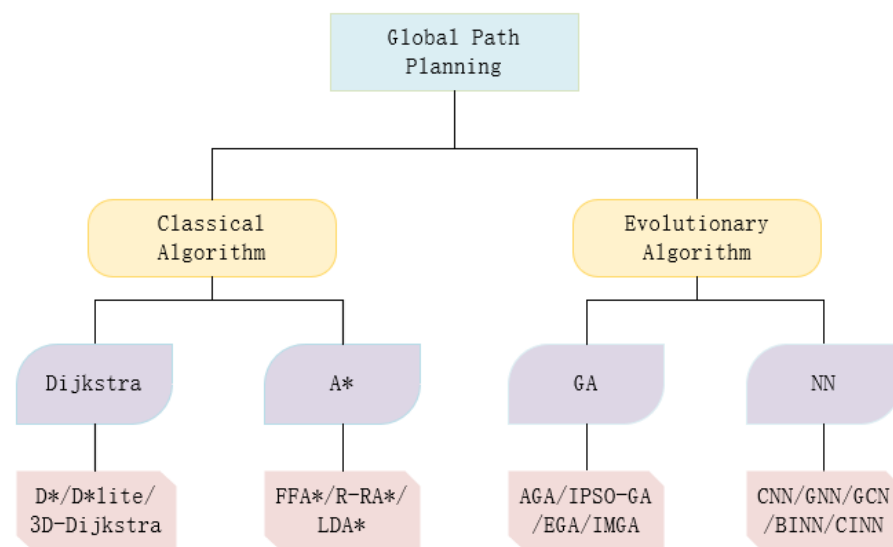 Global Path
Planning
Classical
Algorithm
Evolutionary
Algorithm
Dijkstra
A*
GA
NN
D*/D*lite/
3D-Dijkstra
FFA*/R-RA*/
LDA*
AGA/IPSO-GA
/EGA/IMGA
CNN/GNN/GCN
/BINN/CINN